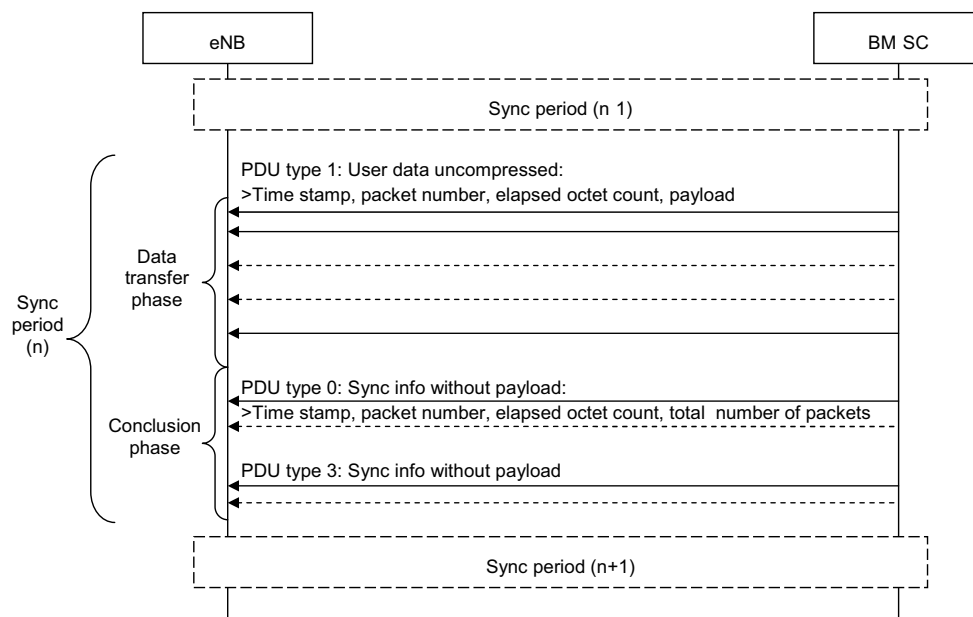 eNB
BM SC
Sync period (n 1)
PDU type 1: User data uncompressed:
>Time stamp, packet number, elapsed octet count, payload
Data
transfer
phase
Sync
period
(n)
PDU type 0: Sync info without payload:
>Time stamp, packet number, elapsed octet count, total number of packets
Conclusion
phase
PDU type 3: Sync info without payload
Sync period (n+1)